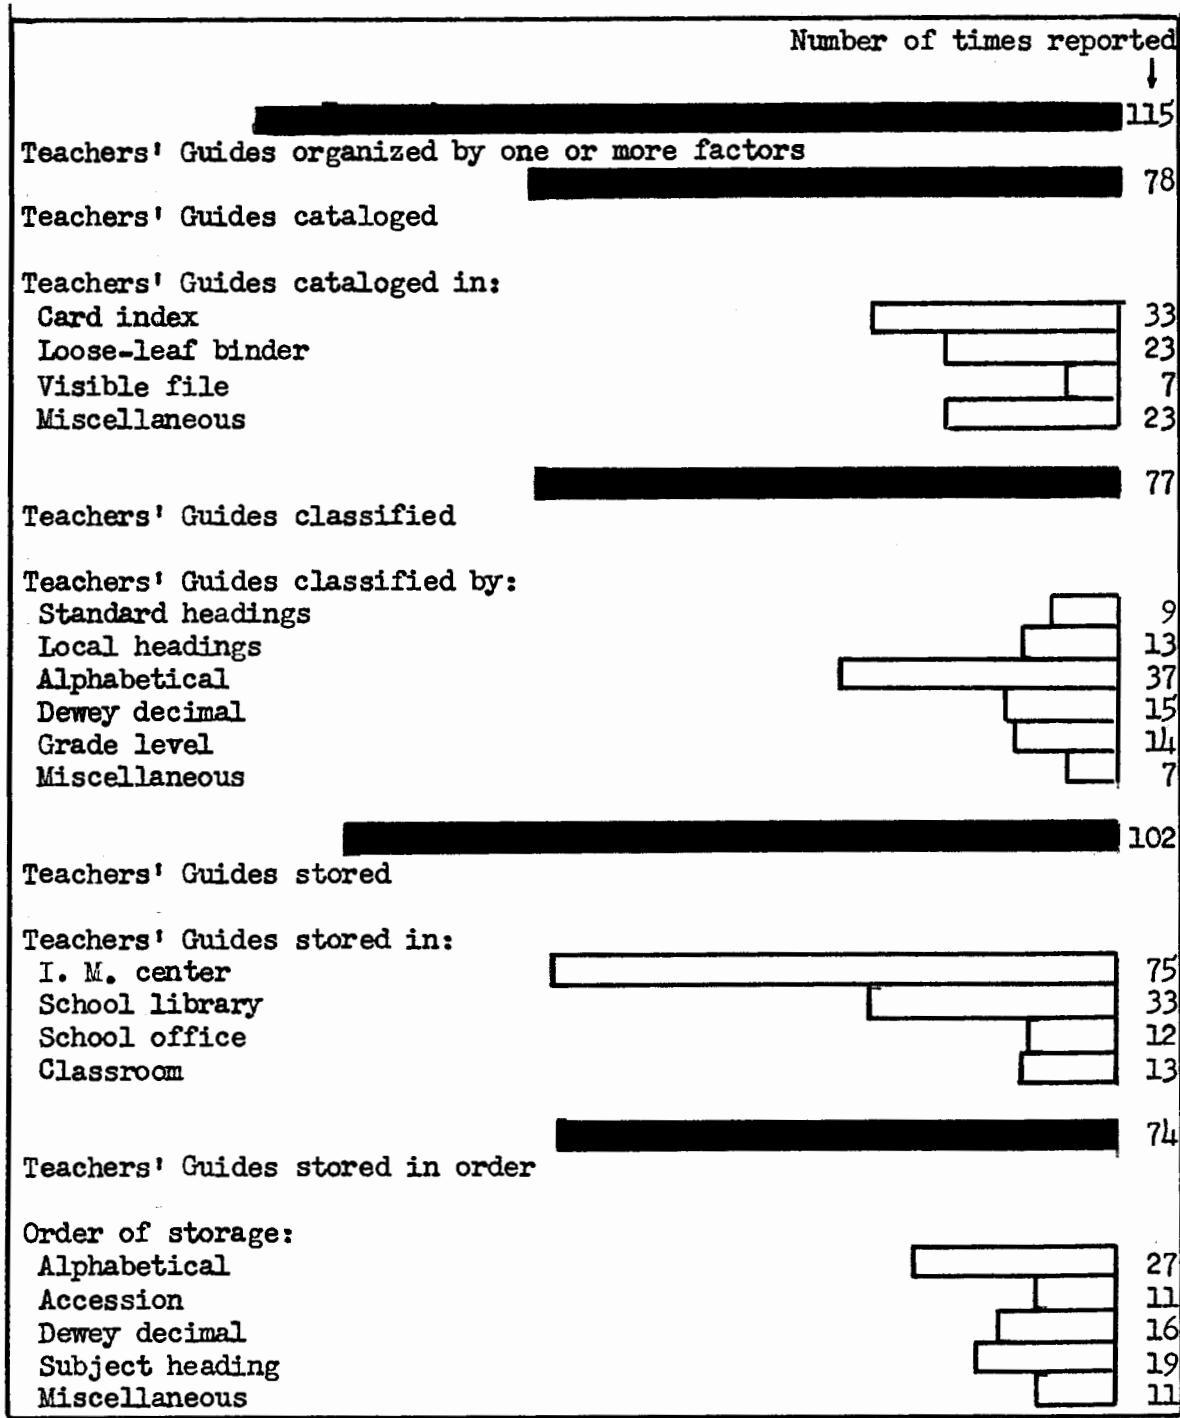 Number of times reported
115
Teachers' Guides organized by one or more factors
78
Teachers' Guides cataloged
Teachers' Guides cataloged in:
Card index 33
Loose-leaf binder 23
Visible file 7
Miscellaneous 23
77
Teachers' Guides classified
Teachers' Guides classified by:
Standard headings 9
Local headings 13
Alphabetical 37
Dewey decimal 15
Grade level 14
Miscellaneous 7
102
Teachers' Guides stored
Teachers' Guides stored in:
I. M. center 75
School library 33
School office 12
Classroom 13
74
Teachers' Guides stored in order
Order of storage:
Alphabetical 27
Accession 11
Dewey decimal 16
Subject heading 19
Miscellaneous 11